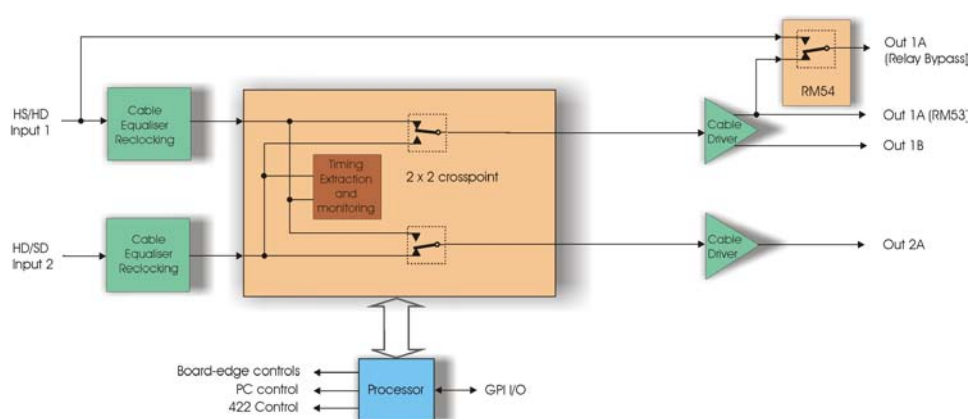 HS/HD
Input 1
Cable
Equaliser
Reclocking
Timing
Extraction
and
monitoring
2 x 2 crosspoint
Cable
Driver
RM54
Out 1A
(Relay Bypass]
Out 1A (RM53)
Out 1B
HD/SD
Input 2
Cable
Equaliser
Reclocking
Cable
Driver
Out 2A
Board-edge controls
PC control
422 Control
Processor
GPI I/O